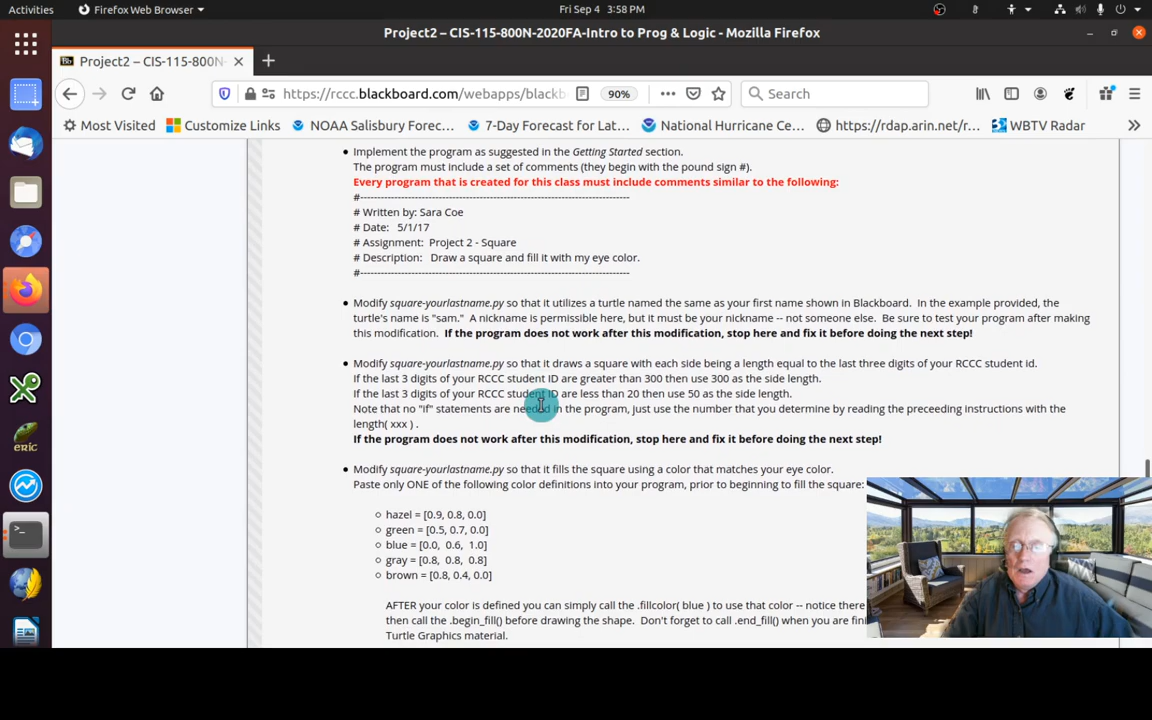 Activities
Firefox Web Browser
Fri Sep 4 3:58 PM
Project2 – CIS-115-800N-2020FA-Intro to Prog & Logic - Mozilla Firefox
Bb
Project2 – CIS-115-800N-
https://rccc.blackboard.com/webapps/blackb
90%
Search
Most Visited
Customize Links
NOAA Salisbury Forec...
7-Day Forecast for Lat...
National Hurricane Ce...
https://rdap.arin.net/r...
WBTV Radar
Implement the program as suggested in the Getting Started section.
The program must include a set of comments (they begin with the pound sign #).
Every program that is created for this class must include comments similar to the following:
#--------------------------------------------------------------------------------
# Written by: Sara Coe
# Date: 5/1/17
# Assignment: Project 2 - Square
# Description: Draw a square and fill it with my eye color.
#--------------------------------------------------------------------------------
Modify square-yourlastname.py so that it utilizes a turtle named the same as your first name shown in Blackboard. In the example provided, the
turtle's name is "sam." A nickname is permissible here, but it must be your nickname -- not someone else. Be sure to test your program after making
this modification. If the program does not work after this modification, stop here and fix it before doing the next step!
Modify square-yourlastname.py so that it draws a square with each side being a length equal to the last three digits of your RCCC student id.
If the last 3 digits of your RCCC student ID are greater than 300 then use 300 as the side length.
If the last 3 digits of your RCCC student ID are less than 20 then use 50 as the side length.
Note that no "if" statements are needed in the program, just use the number that you determine by reading the preceeding instructions with the
length( xxx ) .
If the program does not work after this modification, stop here and fix it before doing the next step!
Modify square-yourlastname.py so that it fills the square using a color that matches your eye color.
Paste only ONE of the following color definitions into your program, prior to beginning to fill the square:
hazel = [0.9, 0.8, 0.0]
green = [0.5, 0.7, 0.0]
blue = [0.0, 0.6, 1.0]
gray = [0.8, 0.8, 0.8]
brown = [0.8, 0.4, 0.0]
AFTER your color is defined you can simply call the .fillcolor( blue ) to use that color -- notice there
then call the .begin_fill() before drawing the shape. Don't forget to call .end_fill() when you are fini
Turtle Graphics material.
ERIC